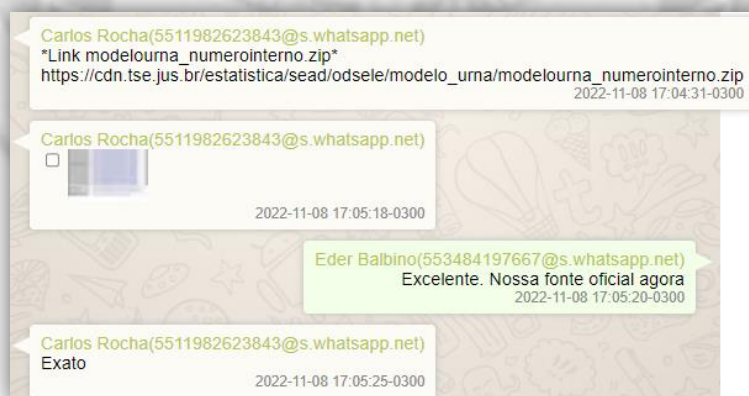 Carlos Rocha(5511982623843@s.whatsapp.net)
*Link modelourna_numerointerno.zip*
https://cdn.tse.jus.br/estatistica/sead/odsele/modelo_urna/modelourna_numerointerno.zip
2022-11-08 17:04:31-0300
Carlos Rocha(5511982623843@s.whatsapp.net)
2022-11-08 17:05:18-0300
Eder Balbino(553484197667@s.whatsapp.net)
Excelente. Nossa fonte oficial agora
2022-11-08 17:05:20-0300
Carlos Rocha(5511982623843@s.whatsapp.net)
Exato
2022-11-08 17:05:25-0300